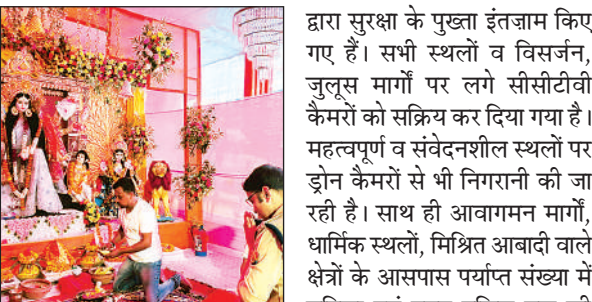 द्वारा सुरक्षा के पुख्ता इंतजाम किए
गए हैं। सभी स्थलों व विसर्जन,
जुलूस मार्गों पर लगे सीसीटीवी
कैमरों को सक्रिय कर दिया गया है।
महत्वपूर्ण व संवेदनशील स्थलों पर
ड्रोन कैमरों से भी निगरानी की जा
रही है। साथ ही आवागमन मार्गों,
धार्मिक स्थलों, मिश्रित आबादी वाले
क्षेत्रों के आसपास पर्याप्त संख्या में